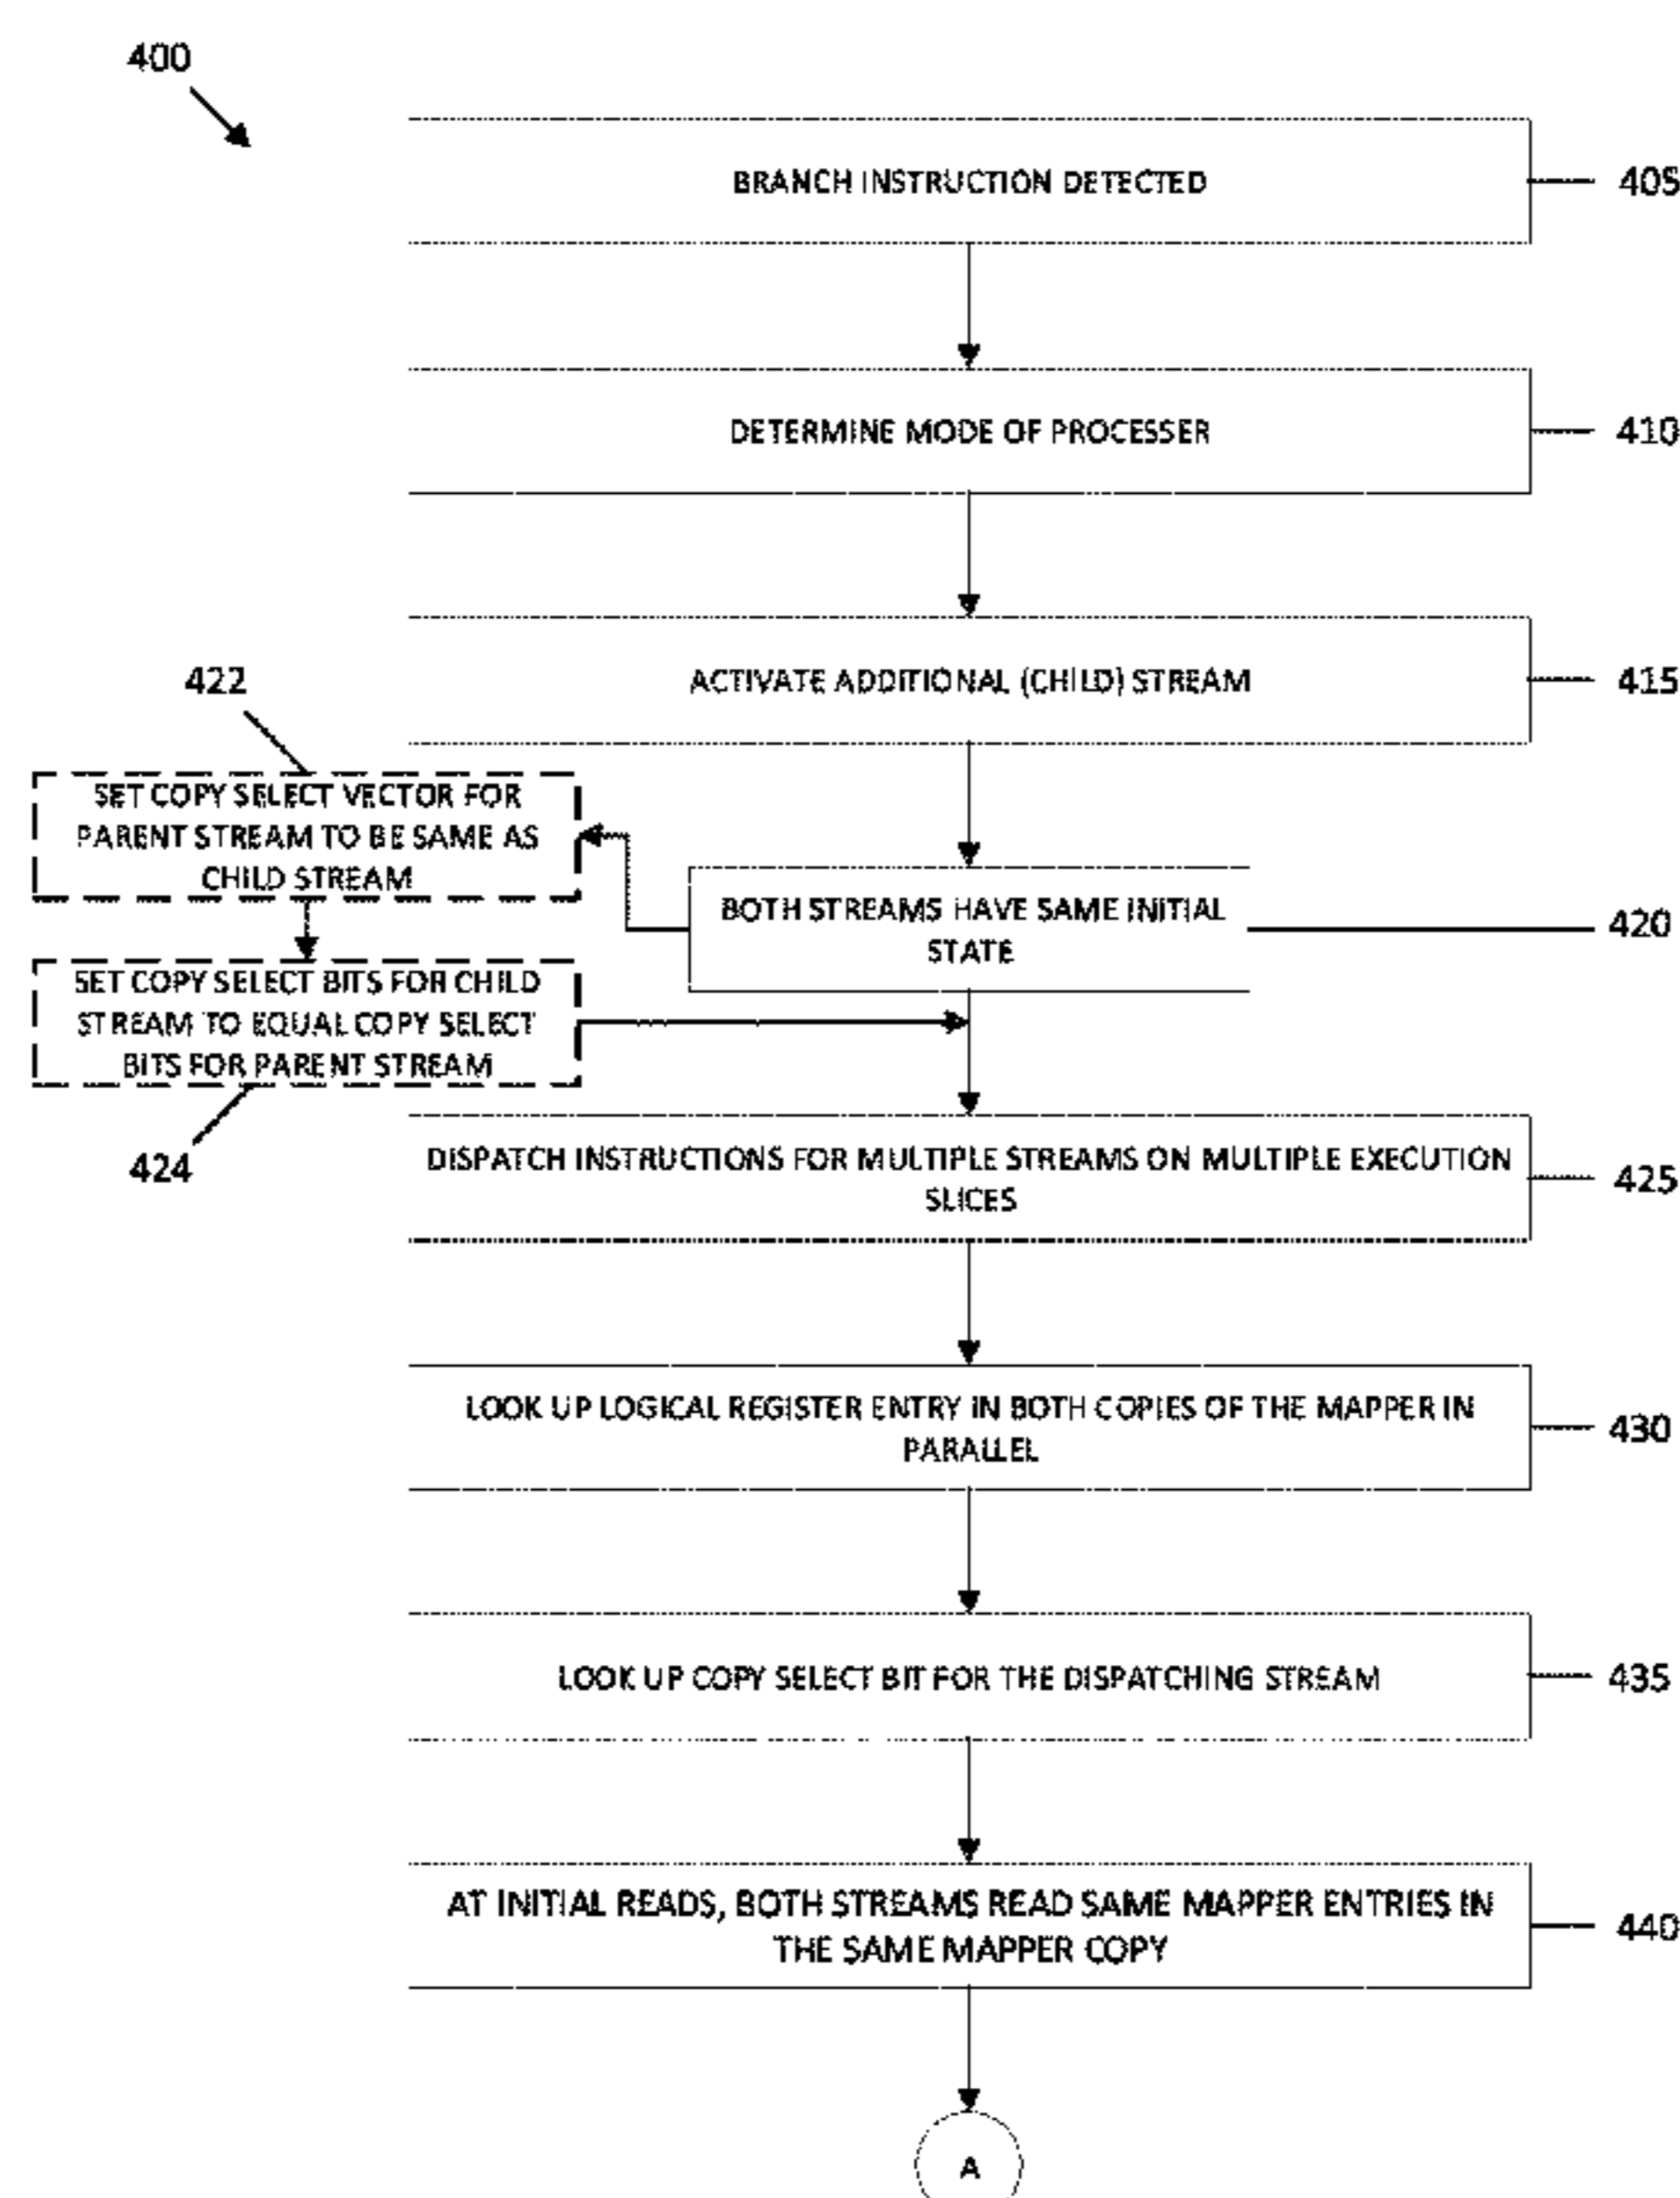 400
BRANCH INSTRUCTION DETECTED
405
DETERMINE MODE OF PROCESSER
410
ACTIVATE ADDITIONAL (CHILD) STREAM
415
422
SET COPY SELECT VECTOR FOR
PARENT STREAM TO BE SAME AS
CHILD STREAM
BOTH STREAMS HAVE SAME INITIAL
STATE
420
SET COPY SELECT BITS FOR CHILD
STREAM TO EQUAL COPY SELECT
BITS FOR PARENT STREAM
424
DISPATCH INSTRUCTIONS FOR MULTIPLE STREAMS ON MULTIPLE EXECUTION
SLICES
425
LOOK UP LOGICAL REGISTER ENTRY IN BOTH COPIES OF THE MAPPER IN
PARALLEL
430
LOOK UP COPY SELECT BIT FOR THE DISPATCHING STREAM
435
AT INITIAL READS, BOTH STREAMS READ SAME MAPPER ENTRIES IN
THE SAME MAPPER COPY
440
A